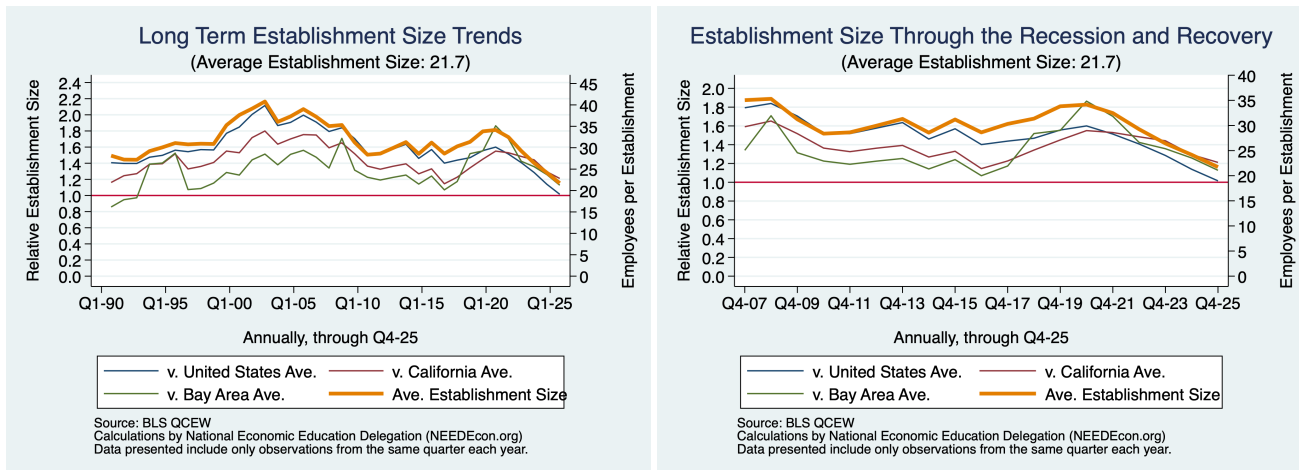 Long Term Establishment Size Trends
(Average Establishment Size: 21.7)
Relative Establishment Size
2.4
2.2
2.0
1.8
1.6
1.4
1.2
1.0
0.8
0.6
0.4
0.2
0.0
45
40
35
30
25
20
15
10
5
0
Employees per Establishment
Q1-90 Q1-95 Q1-00 Q1-05 Q1-10 Q1-15 Q1-20 Q1-25
Annually, through Q4-25
v. United States Ave. v. California Ave.
v. Bay Area Ave. Ave. Establishment Size
Source: BLS QCEW
Calculations by National Economic Education Delegation (NEEDEcon.org)
Data presented include only observations from the same quarter each year.
Establishment Size Through the Recession and Recovery
(Average Establishment Size: 21.7)
Relative Establishment Size
2.0
1.8
1.6
1.4
1.2
1.0
0.8
0.6
0.4
0.2
0.0
40
35
30
25
20
15
10
5
0
Employees per Establishment
Q4-07 Q4-09 Q4-11 Q4-13 Q4-15 Q4-17 Q4-19 Q4-21 Q4-23 Q4-25
Annually, through Q4-25
v. United States Ave. v. California Ave.
v. Bay Area Ave. Ave. Establishment Size
Source: BLS QCEW
Calculations by National Economic Education Delegation (NEEDEcon.org)
Data presented include only observations from the same quarter each year.